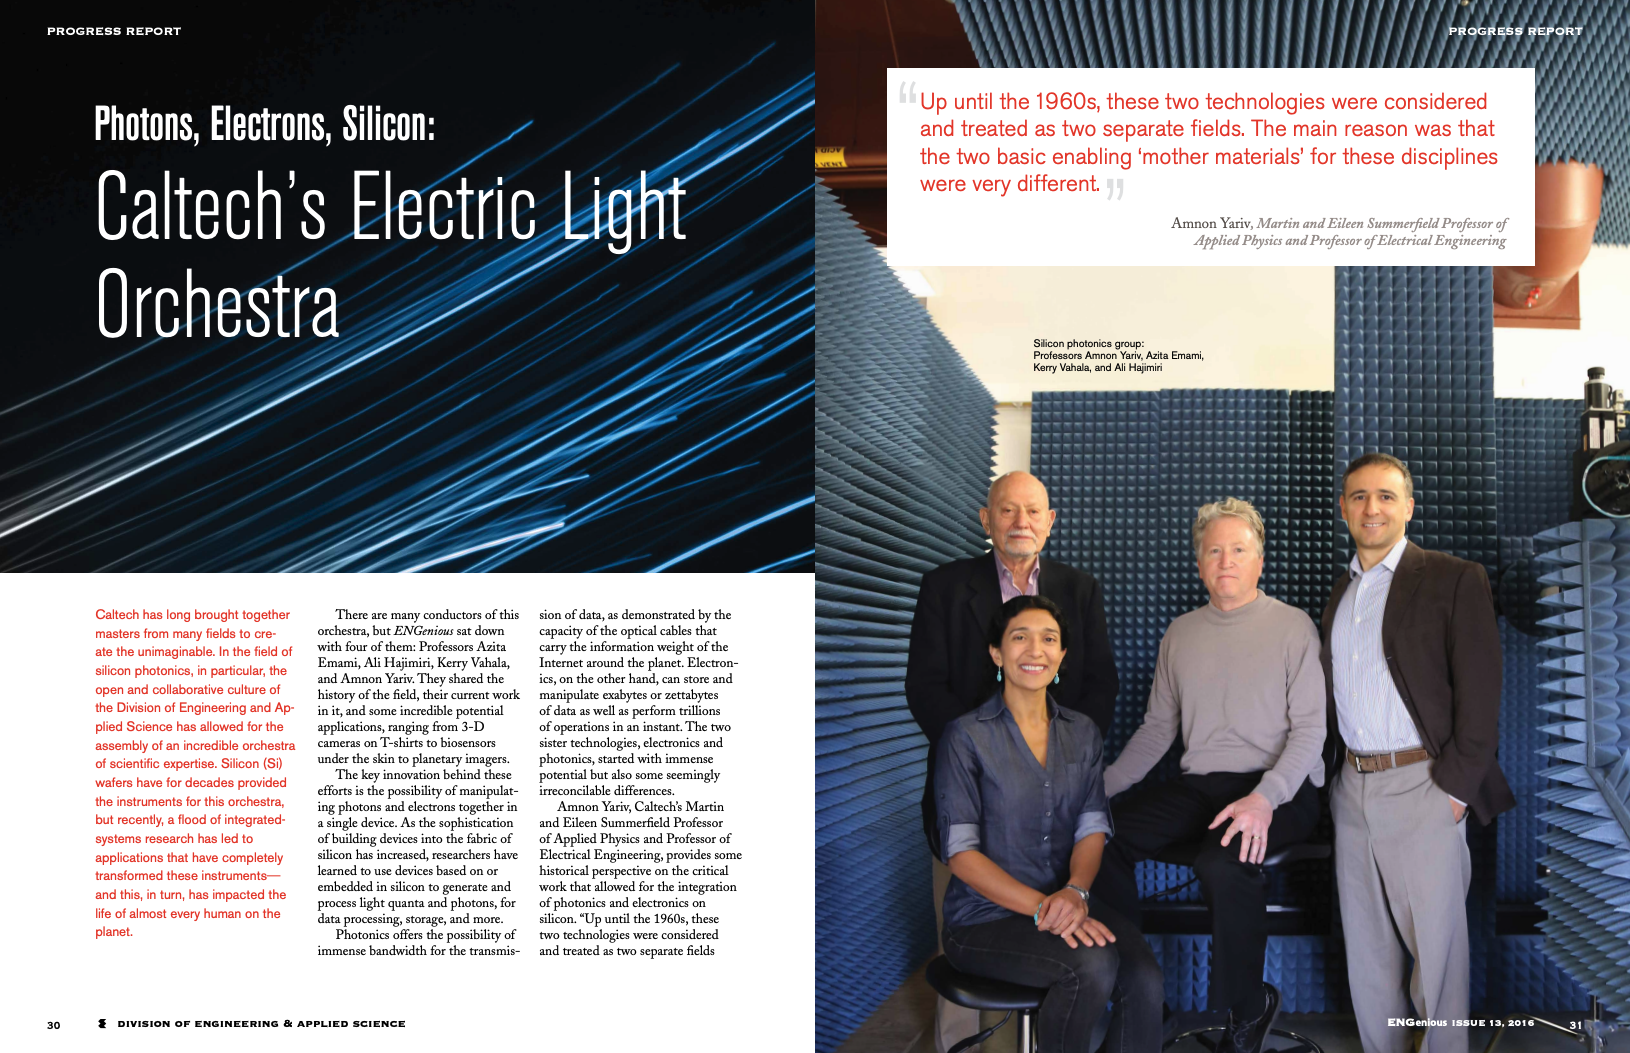 PROGRESS REPORT
Photons, Electrons, Silicon:
Caltech's Electric Light
Orchestra
Caltech has long brought together
masters from many fields to cre-
ate the unimaginable. In the field of
silicon photonics, in particular, the
open and collaborative culture of
the Division of Engineering and Ap-
plied Science has allowed for the
assembly of an incredible orchestra
of scientific expertise. Silicon (Si)
wafers have for decades provided
the instruments for this orchestra,
but recently, a flood of integrated-
systems research has led to
applications that have completely
transformed these instruments—
and this, in turn, has impacted the
life of almost every human on the
planet.
There are many conductors of this
orchestra, but ENGenious sat down
with four of them: Professors Azita
Emami, Ali Hajimiri, Kerry Vahala,
and Amnon Yariv. They shared the
history of the field, their current work
in it, and some incredible potential
applications, ranging from 3-D
cameras on T-shirts to biosensors
under the skin to planetary imagers.
The key innovation behind these
efforts is the possibility of manipulat-
ing photons and electrons together in
a single device. As the sophistication
of building devices into the fabric of
silicon has increased, researchers have
learned to use devices based on or
embedded in silicon to generate and
process light quanta and photons, for
data processing, storage, and more.
Photonics offers the possibility of
immense bandwidth for the transmis-
sion of data, as demonstrated by the
capacity of the optical cables that
carry the information weight of the
Internet around the planet. Electron-
ics, on the other hand, can store and
manipulate exabytes or zettabytes
of data as well as perform trillions
of operations in an instant. The two
sister technologies, electronics and
photonics, started with immense
potential but also some seemingly
irreconcilable differences.
Amnon Yariv, Caltech's Martin
and Eileen Summerfield Professor
of Applied Physics and Professor of
Electrical Engineering, provides some
historical perspective on the critical
work that allowed for the integration
of photonics and electronics on
silicon. “Up until the 1960s, these
two technologies were considered
and treated as two separate fields
30
DIVISION OF ENGINEERING & APPLIED SCIENCE
PROGRESS REPORT
“Up until the 1960s, these two technologies were considered
and treated as two separate fields. The main reason was that
the two basic enabling ‘mother materials’ for these disciplines
were very different.”
Amnon Yariv, Martin and Eileen Summerfield Professor of
Applied Physics and Professor of Electrical Engineering
ACID
VENT
Silicon photonics group:
Professors Amnon Yariv, Azita Emami,
Kerry Vahala, and Ali Hajimiri
ENGenious ISSUE 13, 2016
31